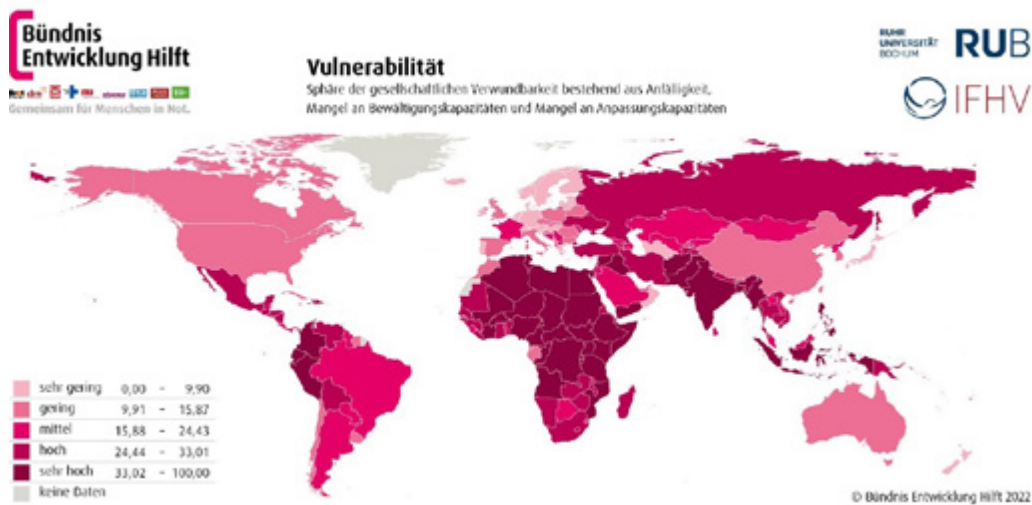 Bündnis
Entwicklung Hilft
Gemeinsam für Menschen in Not.
Vulnerabilität
Sphäre der gesellschaftlichen Verwundbarkeit bestehend aus Anfälligkeit,
Mangel an Bewältigungskapazitäten und Mangel an Anpassungskapazitäten
RUHR
UNIVERSITÄT
BOCHUM
RUB
IFHV
sehr gering 0,00 - 9,90
gering 9,91 - 15,87
mittel 15,88 - 24,43
hoch 24,44 - 33,01
sehr hoch 33,02 - 100,00
keine Daten
© Bündnis Entwicklung Hilft 2022